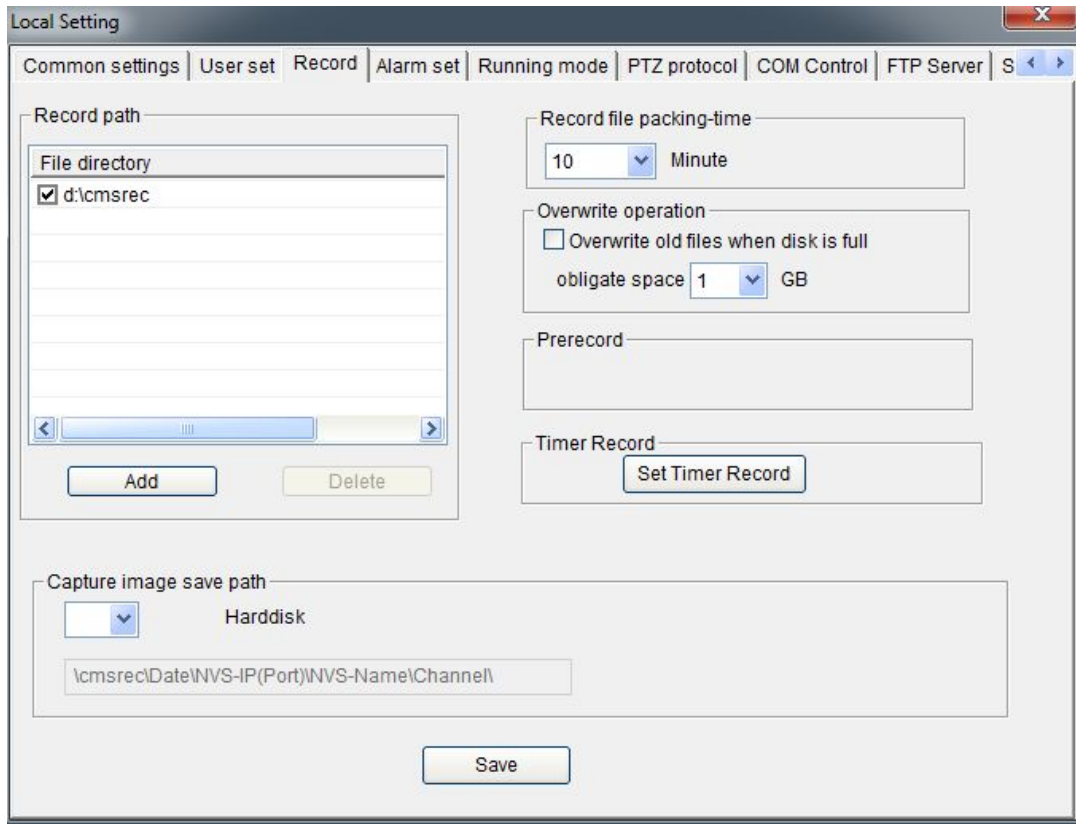 Local Setting
Common settings User set Record Alarm set Running mode PTZ protocol COM Control FTP Server S
Record path
File directory
d:\cmsrec
Add Delete
Record file packing-time
10 Minute
Overwrite operation
Overwrite old files when disk is full
obligate space 1 GB
Prerecord
Timer Record
Set Timer Record
Capture image save path
Harddisk
\cmsrec\Date\NVS-IP(Port)\NVS-Name\Channel\
Save